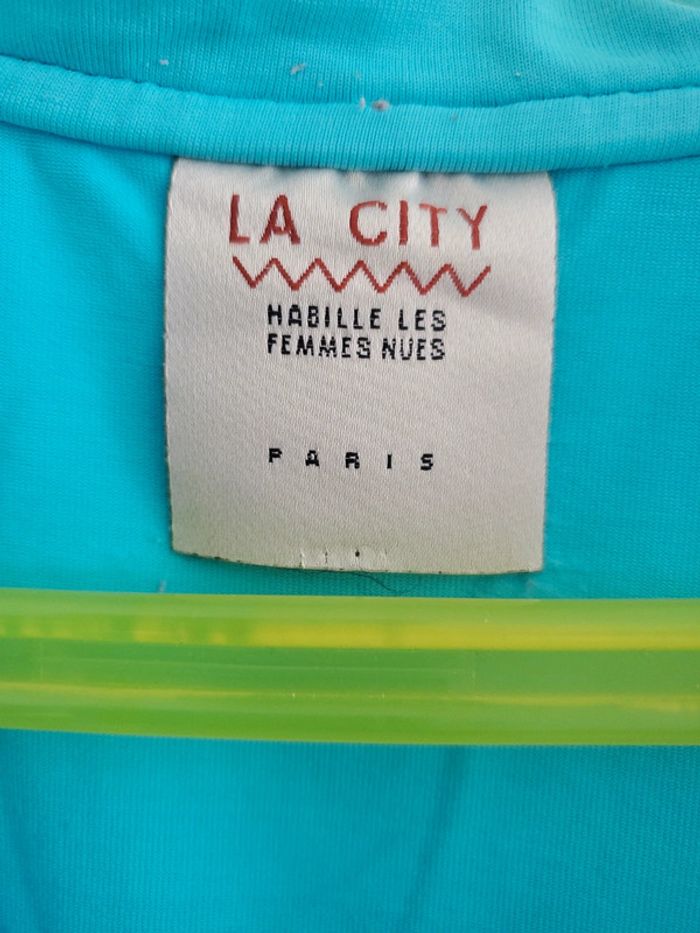 LA CITY
HABILLE LES
FEMMES NUES
PARIS